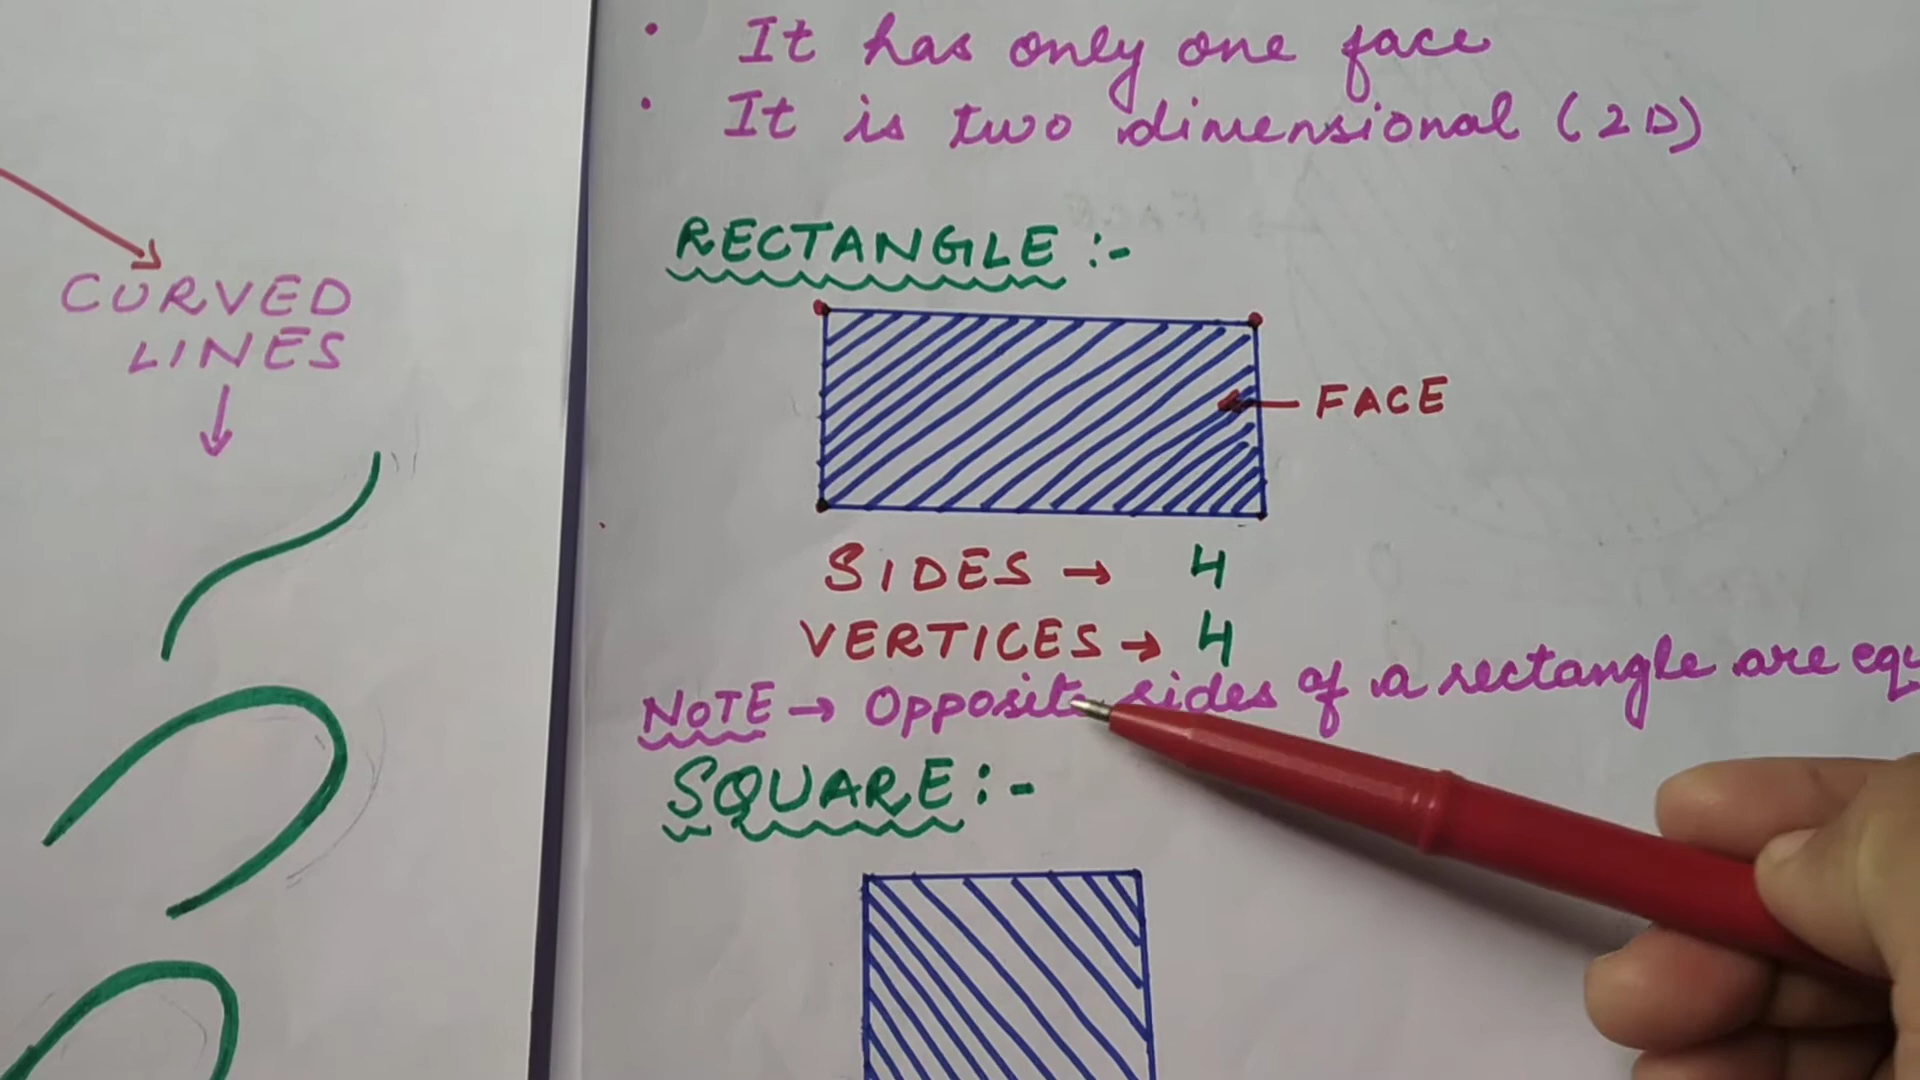 CURVED
LINES
• It has only one face
• It is two dimensional (2D)
RECTANGLE :-
FACE
SIDES → 4
VERTICES → 4
NOTE → Opposite sides of a rectangle are equ
SQUARE :-